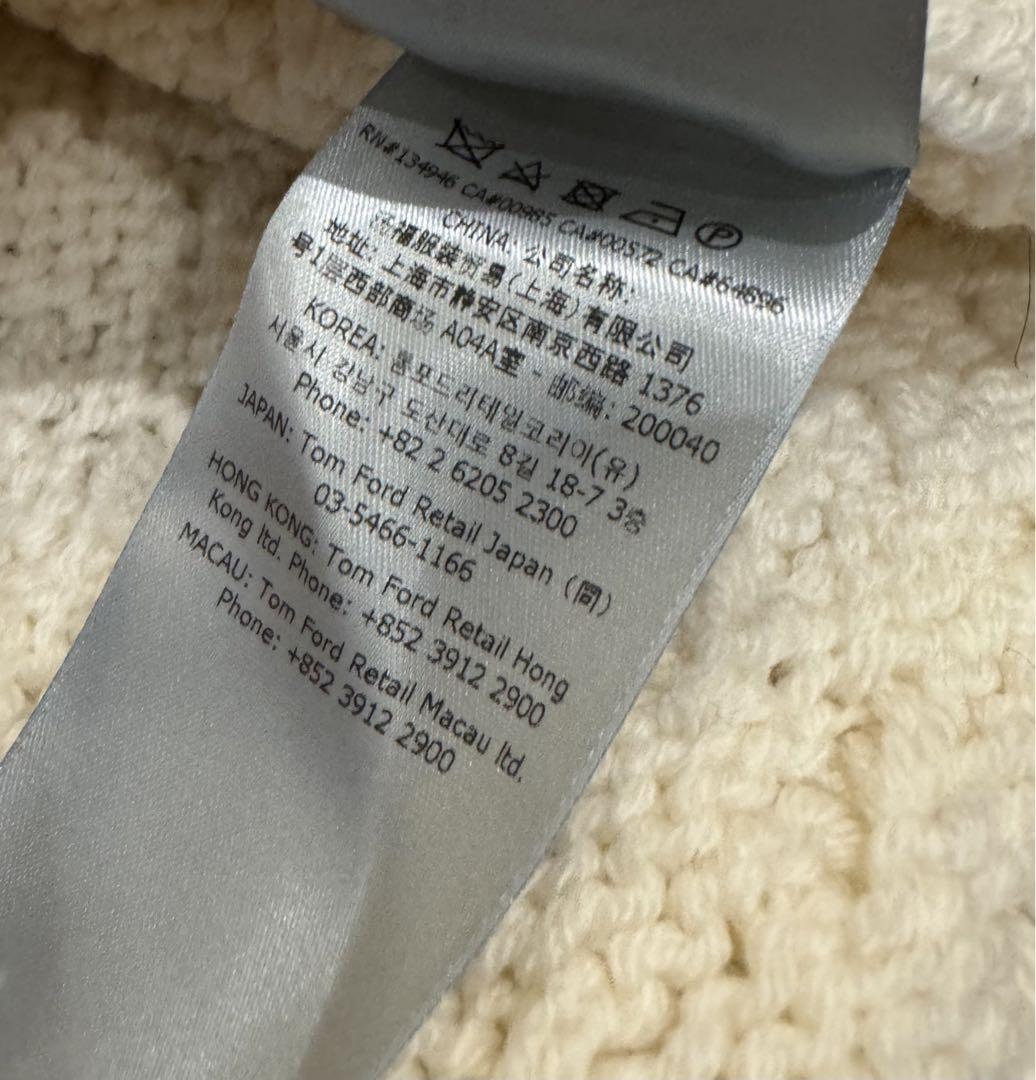 RN#134946 CA#00985 CA#00572 CA#64896
CHINA: 公司名称:
福服装贸易(上海)有限公司
地址: 上海市静安区南京西路 1376
号1层西部商场 A04A室 - 邮编: 200040
KOREA: 톰포드리테일코리아(유)
서울시 강남구 도산대로 8길 18-7 3층
Phone: +82 2 6205 2300
JAPAN: Tom Ford Retail Japan (同)
03-5466-1166
HONG KONG: Tom Ford Retail Hong
Kong ltd. Phone: +852 3912 2900
MACAU: Tom Ford Retail Macau ltd.
Phone: +852 3912 2900